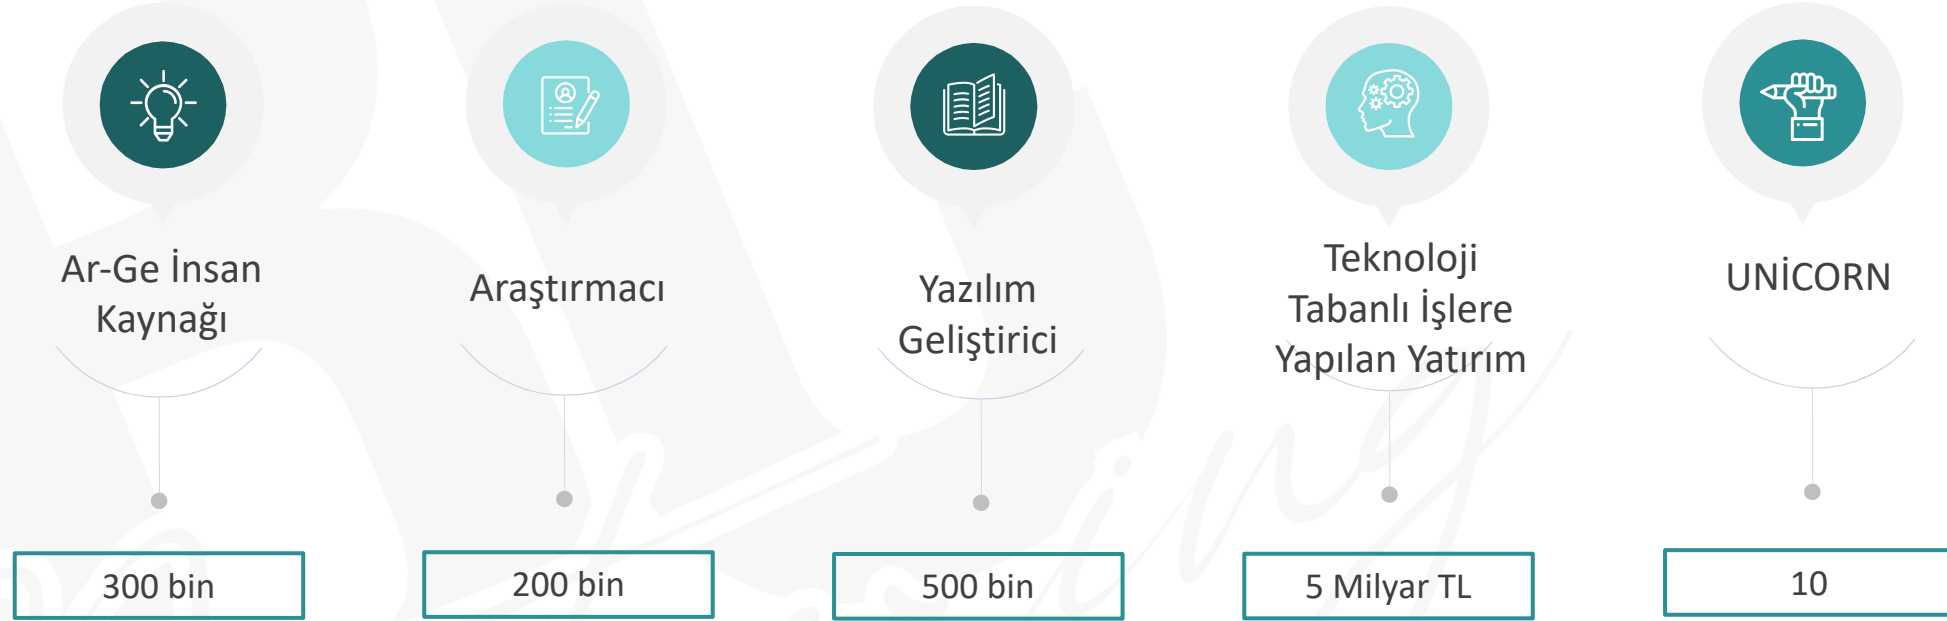 Ar-Ge İnsan
Kaynağı
Araştırmacı
Yazılım
Geliştirici
Teknoloji
Tabanlı İşlere
Yapılan Yatırım
UNİCORN
300 bin
200 bin
500 bin
5 Milyar TL
10